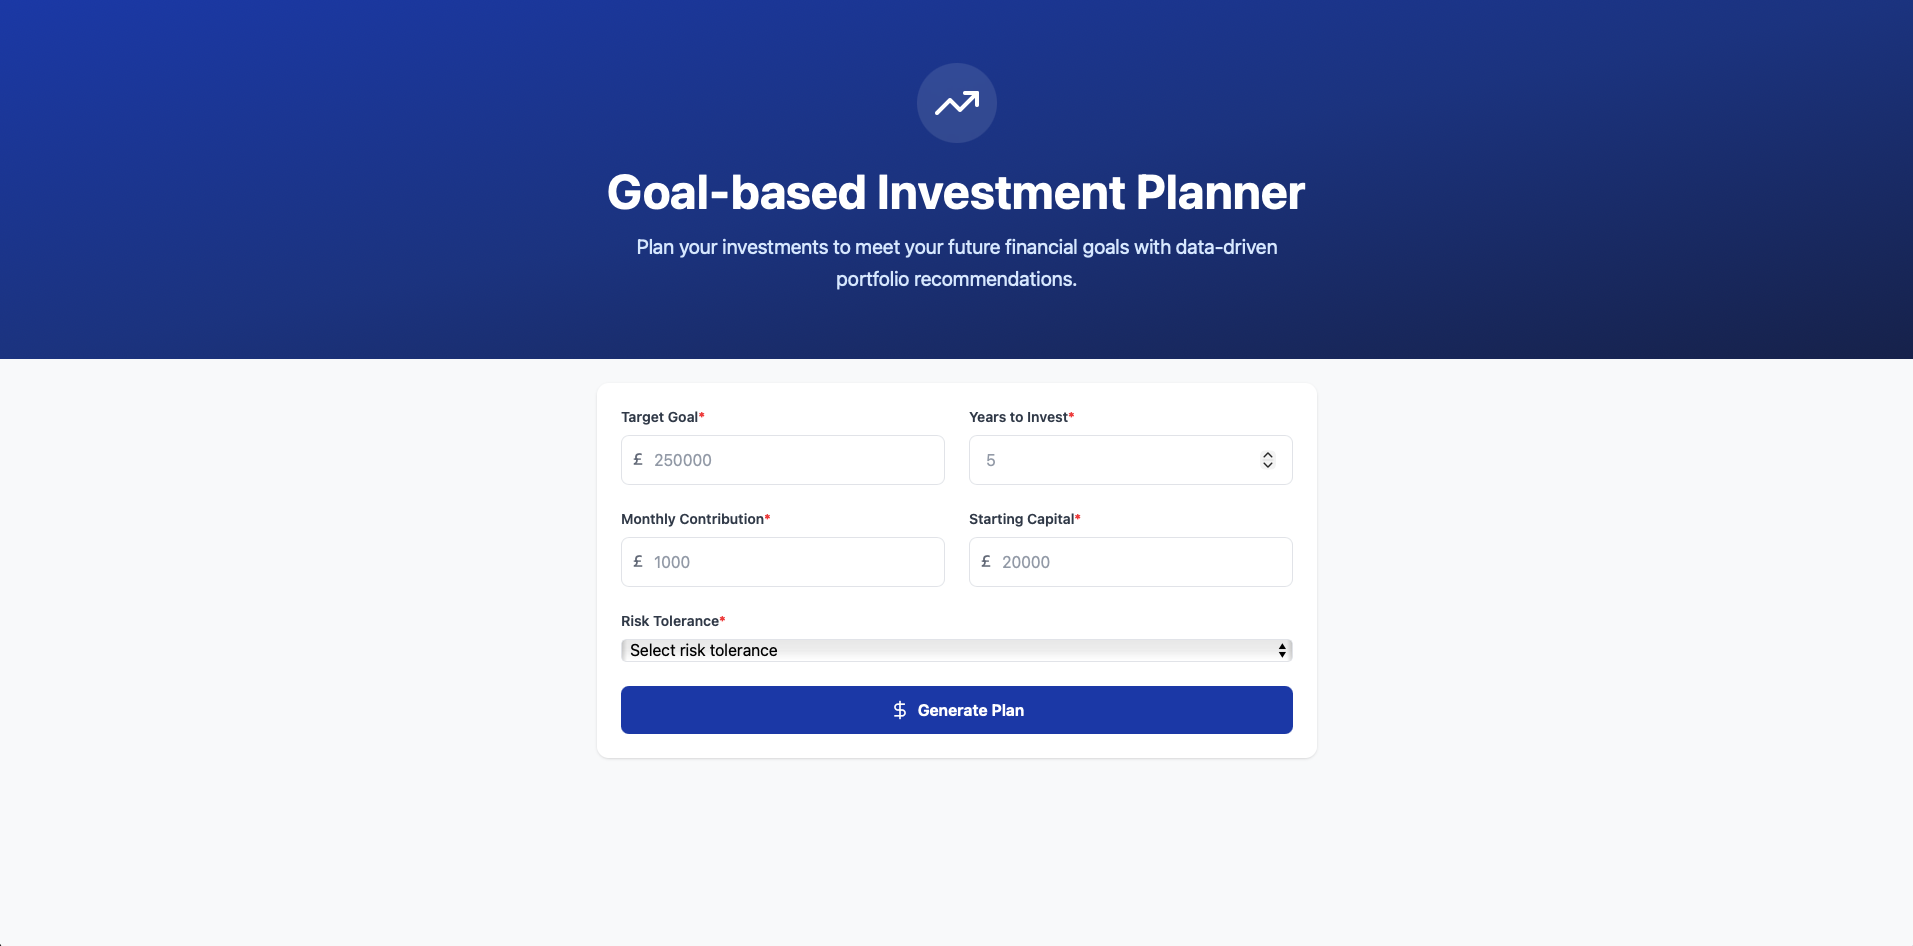 Goal-based Investment Planner
Plan your investments to meet your future financial goals with data-driven
portfolio recommendations.
Target Goal*
£ 250000
Years to Invest*
5
Monthly Contribution*
£ 1000
Starting Capital*
£ 20000
Risk Tolerance*
Select risk tolerance
$ Generate Plan